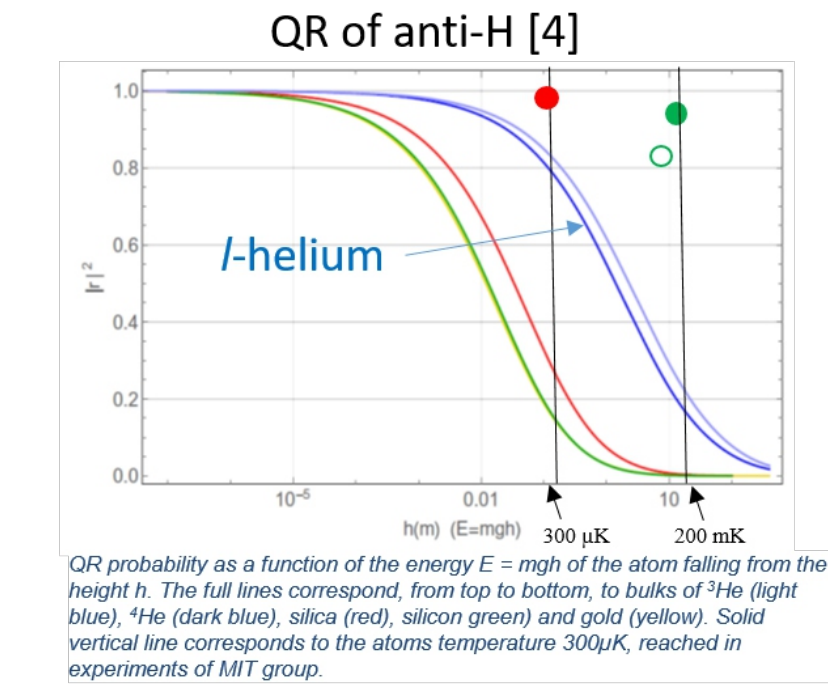 QR of anti-H [4]
1.0
0.8
0.6
0.4
0.2
0.0
|r|²
l-helium
10⁻⁵
0.01
10
h(m) (E=mgh)
300 µK
200 mK
QR probability as a function of the energy E = mgh of the atom falling from the
height h. The full lines correspond, from top to bottom, to bulks of ³He (light
blue), ⁴He (dark blue), silica (red), silicon green) and gold (yellow). Solid
vertical line corresponds to the atoms temperature 300µK, reached in
experiments of MIT group.